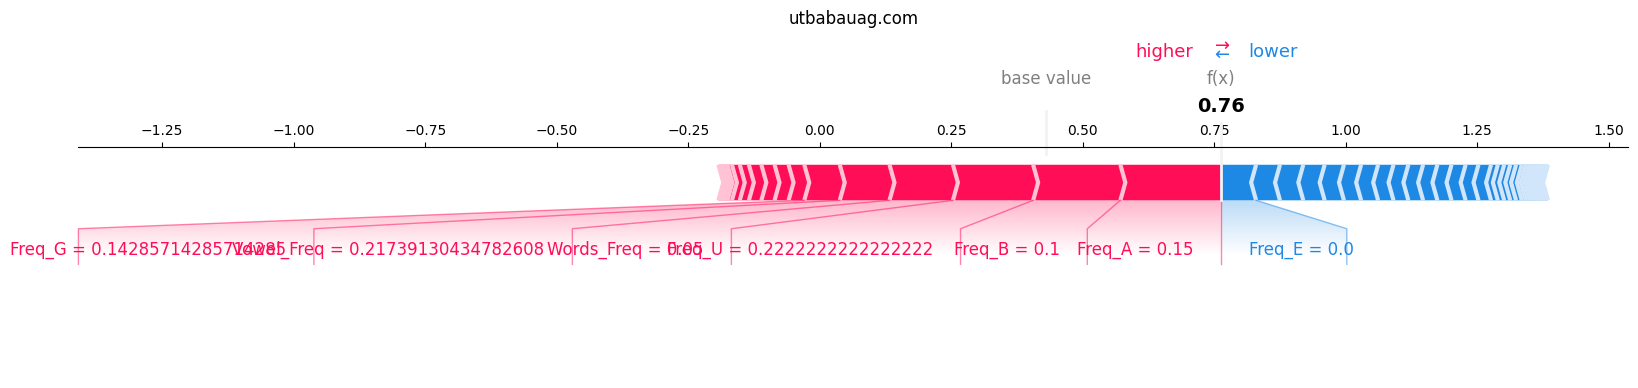 utbabauag.com
higher → ← lower
base value f(x)
0.76
−1.25 −1.00 −0.75 −0.50 −0.25 0.00 0.25 0.50 0.75 1.00 1.25 1.50
Freq_G = 0.14285714285714285 Vowel_Freq = 0.21739130434782608 Words_Freq = 0.05 Freq_U = 0.2222222222222222 Freq_B = 0.1 Freq_A = 0.15 Freq_E = 0.0